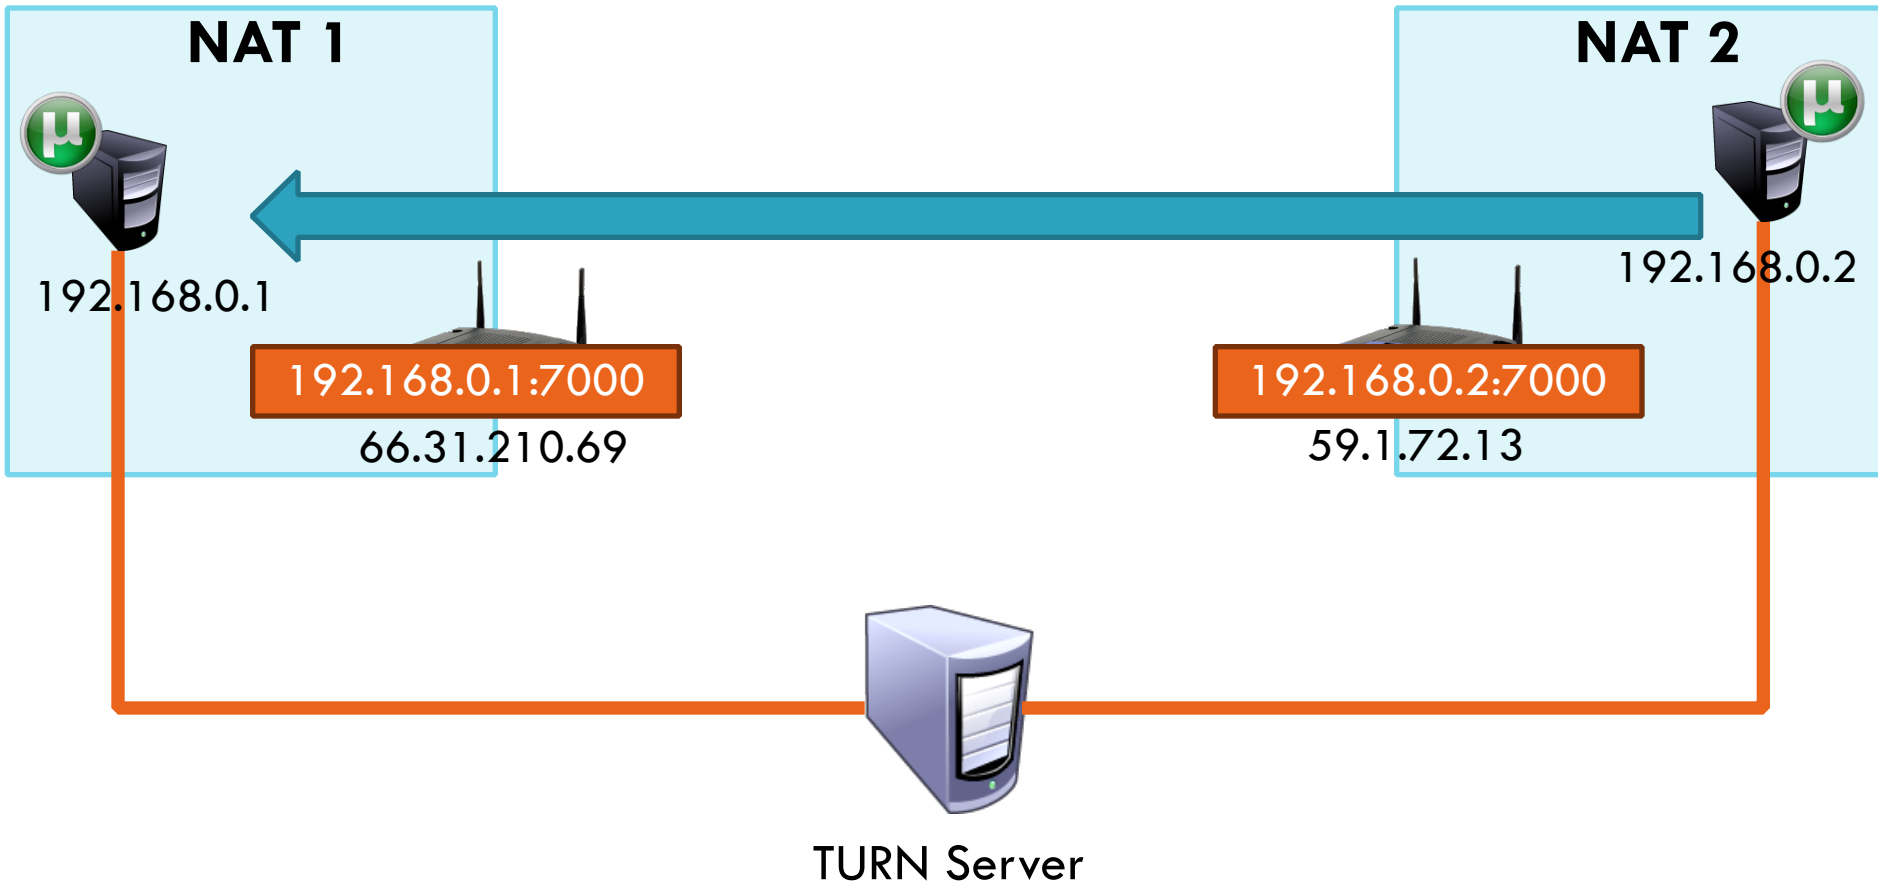 NAT 1
NAT 2
µ
µ
192.168.0.1
192.168.0.2
192.168.0.1:7000
192.168.0.2:7000
66.31.210.69
59.1.72.13
TURN Server